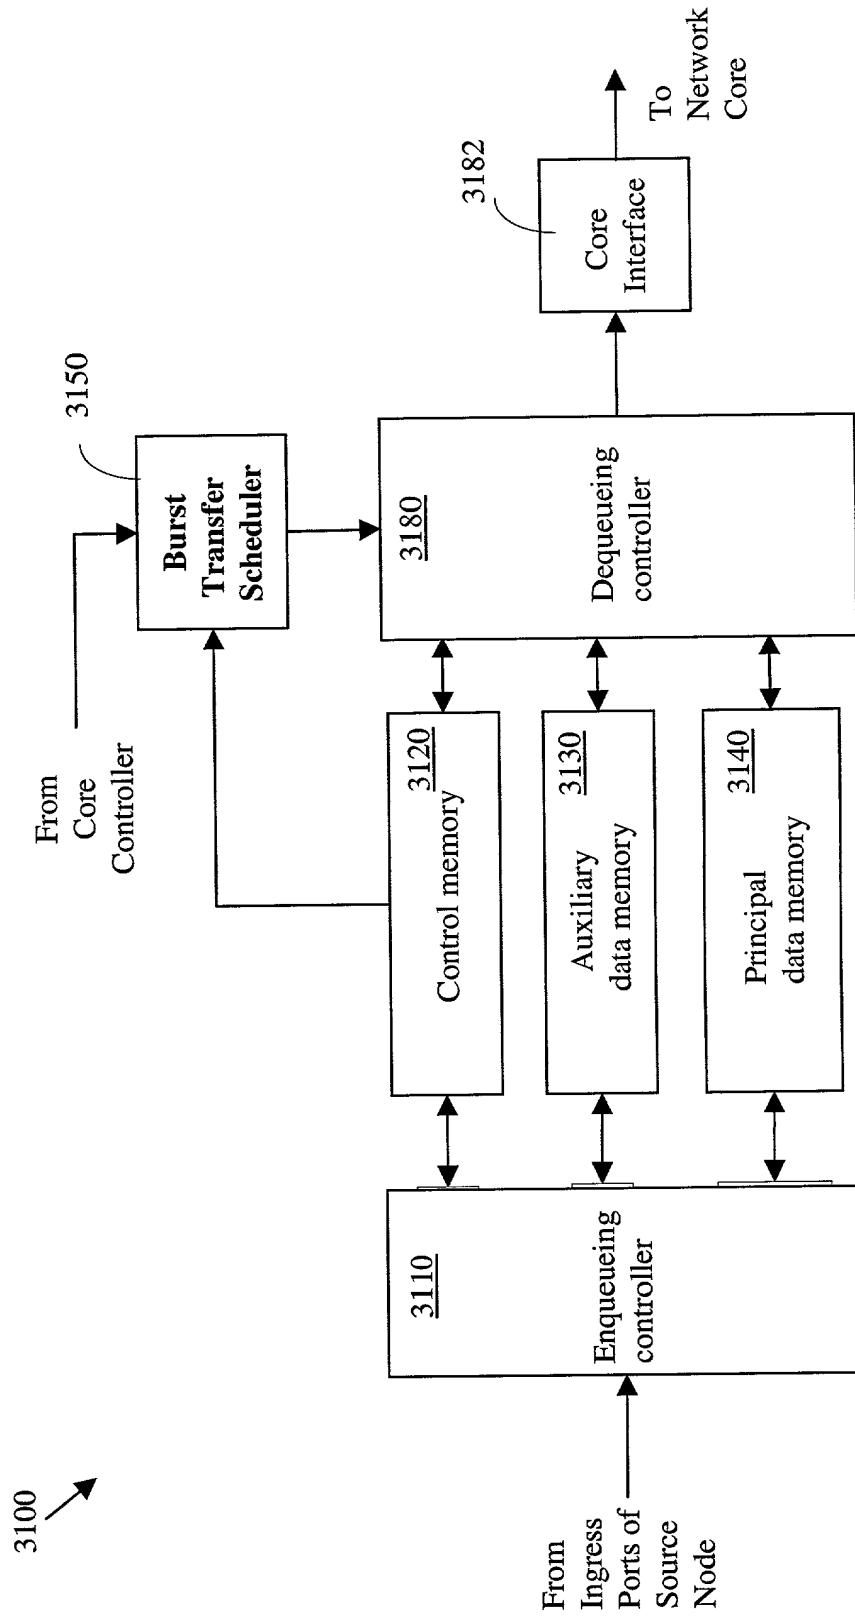 3100
From
Ingress
Ports of
Source
Node
3110
Enqueueing
controller
From
Core
Controller
3120
Control memory
3130
Auxiliary
data memory
3140
Principal
data memory
3150
Burst
Transfer
Scheduler
3180
Dequeueing
controller
3182
Core
Interface
To
Network
Core